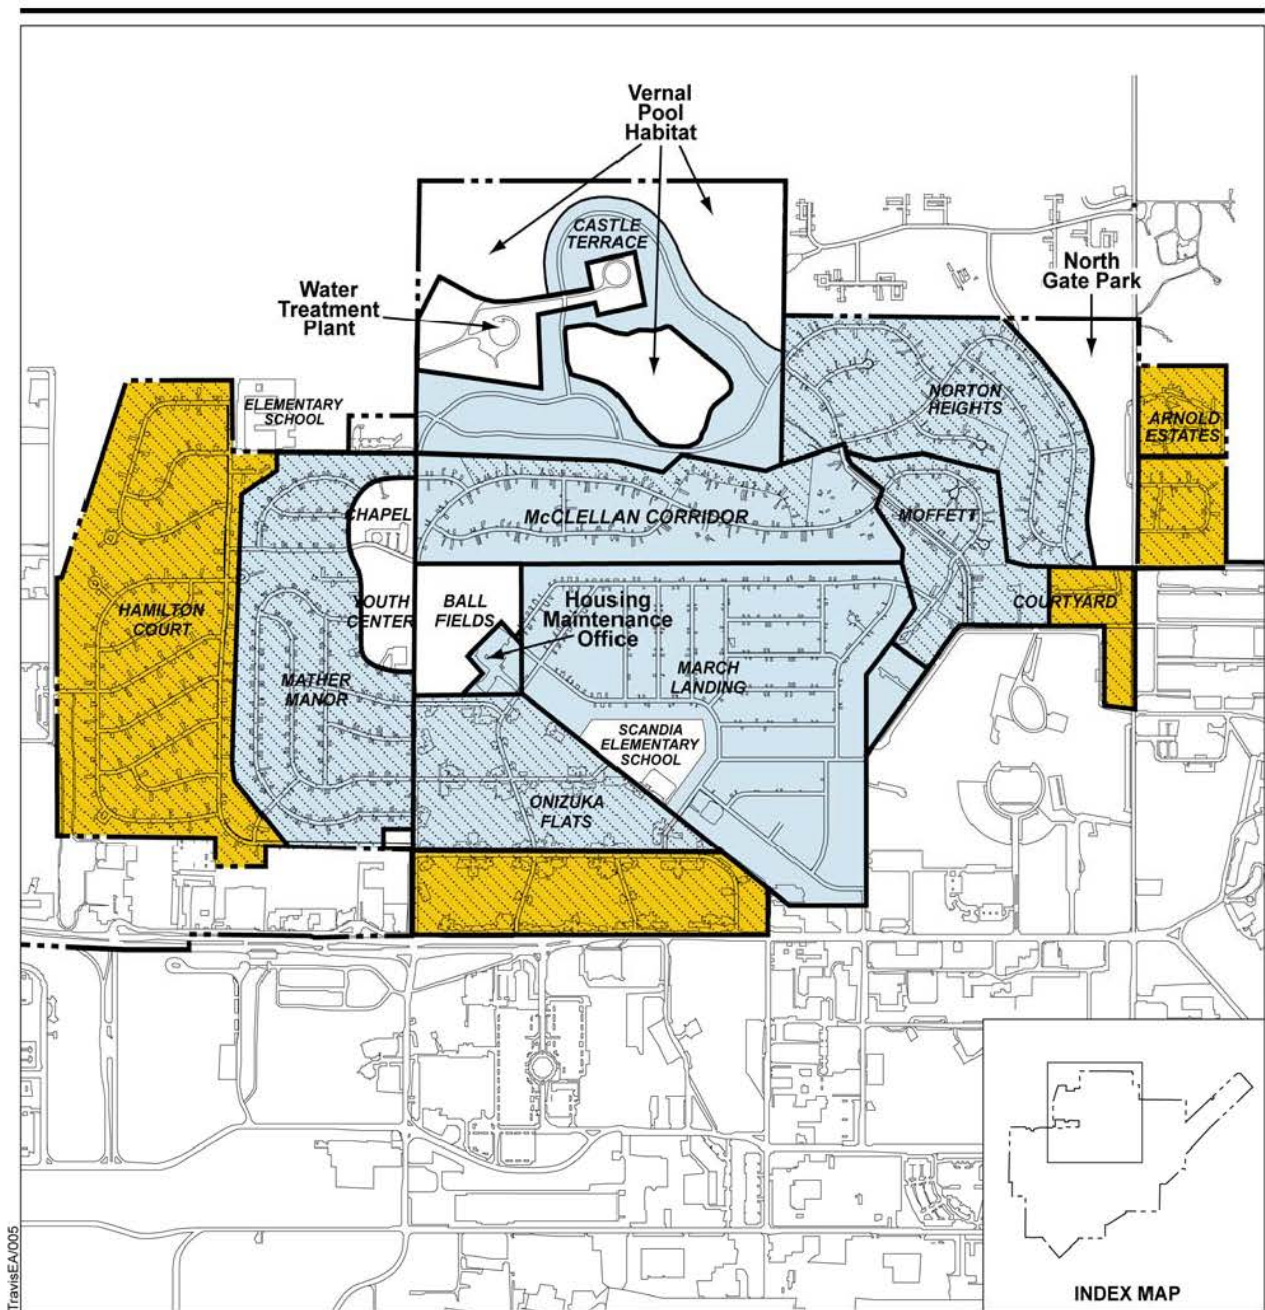 Vernal
Pool
Habitat
CASTLE
TERRACE
Water
Treatment
Plant
North
Gate Park
NORTON
HEIGHTS
ELEMENTARY
SCHOOL
ARNOLD
ESTATES
CHAPEL
McCLELLAN CORRIDOR
MOFFETT
HAMILTON
COURT
YOUTH
CENTER
BALL
FIELDS
Housing
Maintenance
Office
COURTYARD
MATHER
MANOR
MARCH
LANDING
SCANDIA
ELEMENTARY
SCHOOL
ONIZUKA
FLATS
INDEX MAP
TravisEA/005